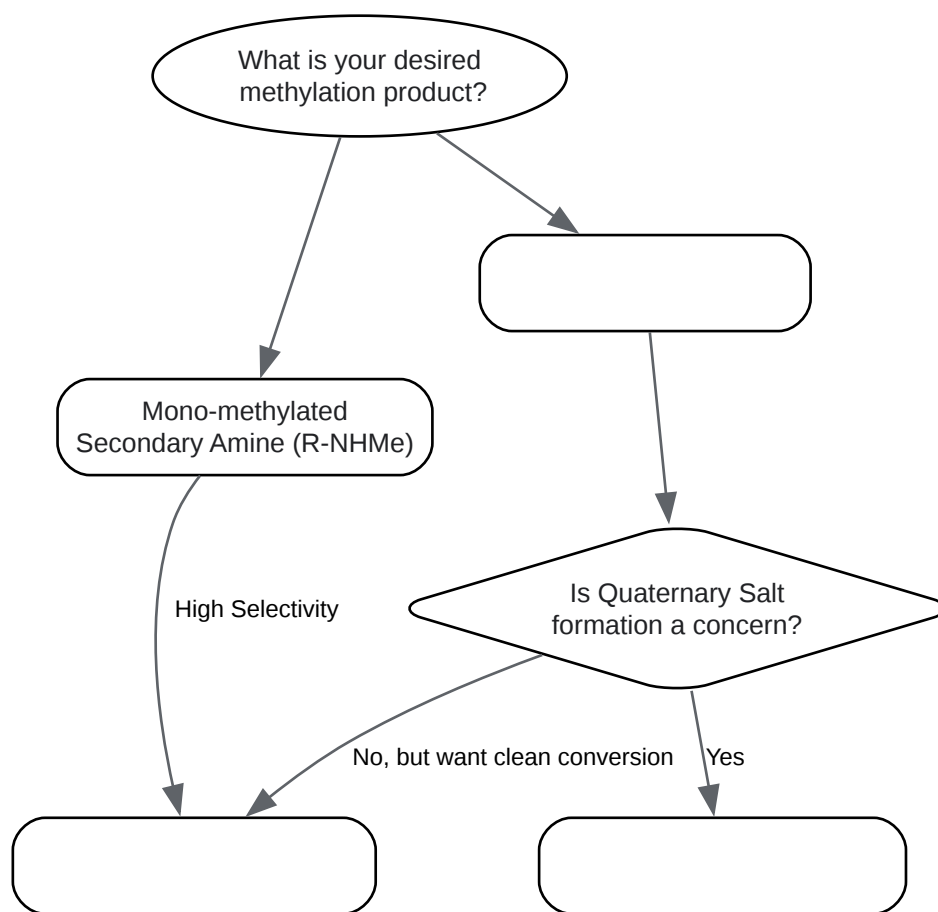 What is your desired
methylation product?
Mono-methylated
Secondary Amine (R-NHMe)
Is Quaternary Salt
formation a concern?
High Selectivity
No, but want clean conversion
Yes